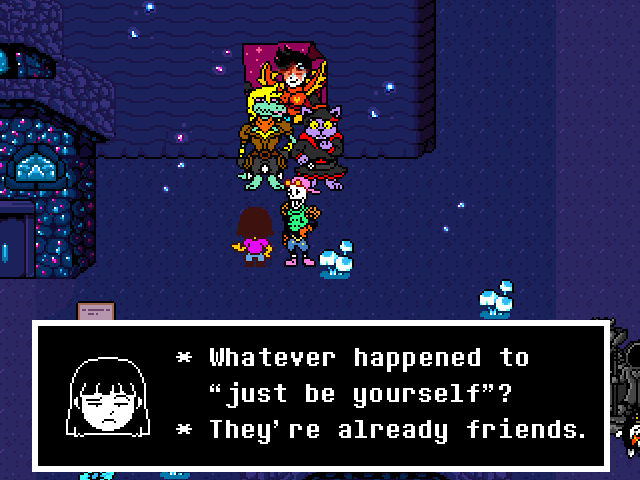 * Whatever happened to
“just be yourself”?
* They're already friends.